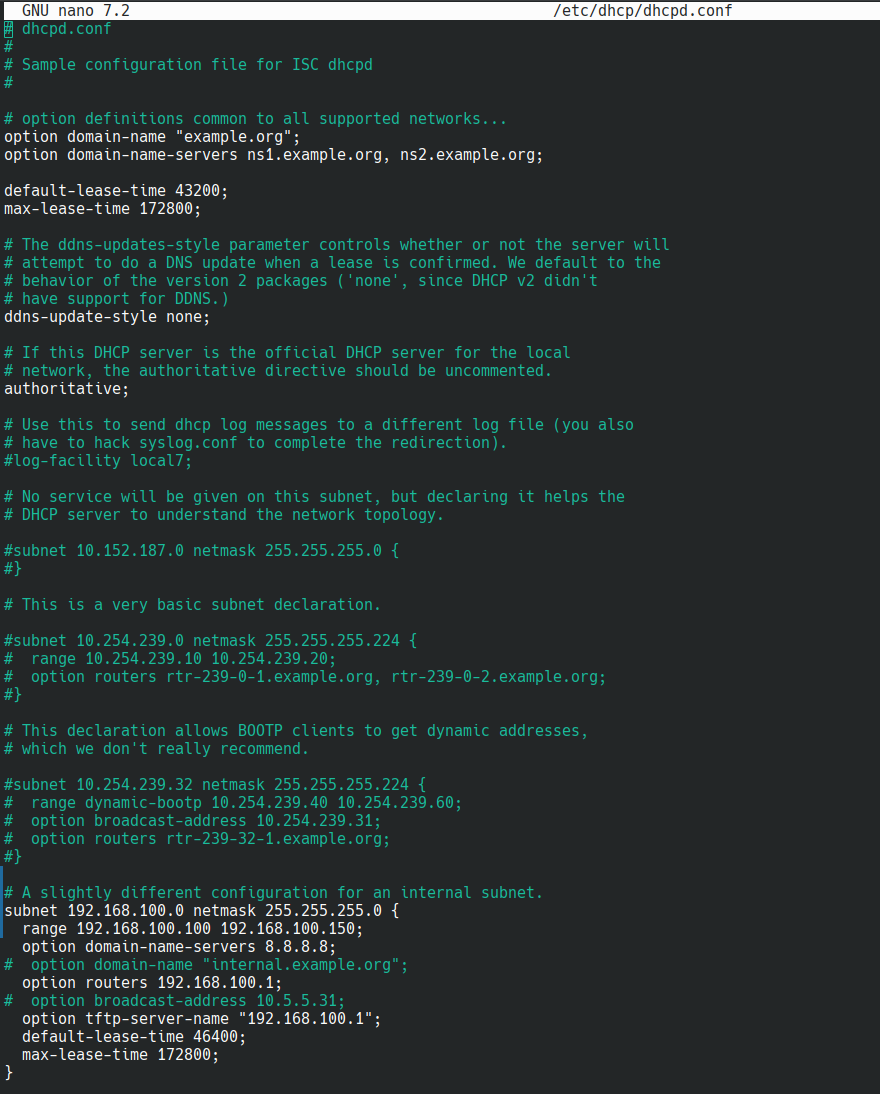 GNU nano 7.2 /etc/dhcp/dhcpd.conf
# dhcpd.conf
#
# Sample configuration file for ISC dhcpd
#
# option definitions common to all supported networks...
option domain-name "example.org";
option domain-name-servers ns1.example.org, ns2.example.org;
default-lease-time 43200;
max-lease-time 172800;
# The ddns-updates-style parameter controls whether or not the server will
# attempt to do a DNS update when a lease is confirmed. We default to the
# behavior of the version 2 packages ('none', since DHCP v2 didn't
# have support for DDNS.)
ddns-update-style none;
# If this DHCP server is the official DHCP server for the local
# network, the authoritative directive should be uncommented.
authoritative;
# Use this to send dhcp log messages to a different log file (you also
# have to hack syslog.conf to complete the redirection).
#log-facility local7;
# No service will be given on this subnet, but declaring it helps the
# DHCP server to understand the network topology.
#subnet 10.152.187.0 netmask 255.255.255.0 {
#}
# This is a very basic subnet declaration.
#subnet 10.254.239.0 netmask 255.255.255.224 {
#  range 10.254.239.10 10.254.239.20;
#  option routers rtr-239-0-1.example.org, rtr-239-0-2.example.org;
#}
# This declaration allows BOOTP clients to get dynamic addresses,
# which we don't really recommend.
#subnet 10.254.239.32 netmask 255.255.255.224 {
#  range dynamic-bootp 10.254.239.40 10.254.239.60;
#  option broadcast-address 10.254.239.31;
#  option routers rtr-239-32-1.example.org;
#}
# A slightly different configuration for an internal subnet.
subnet 192.168.100.0 netmask 255.255.255.0 {
  range 192.168.100.100 192.168.100.150;
  option domain-name-servers 8.8.8.8;
#  option domain-name "internal.example.org";
  option routers 192.168.100.1;
#  option broadcast-address 10.5.5.31;
  option tftp-server-name "192.168.100.1";
  default-lease-time 46400;
  max-lease-time 172800;
}